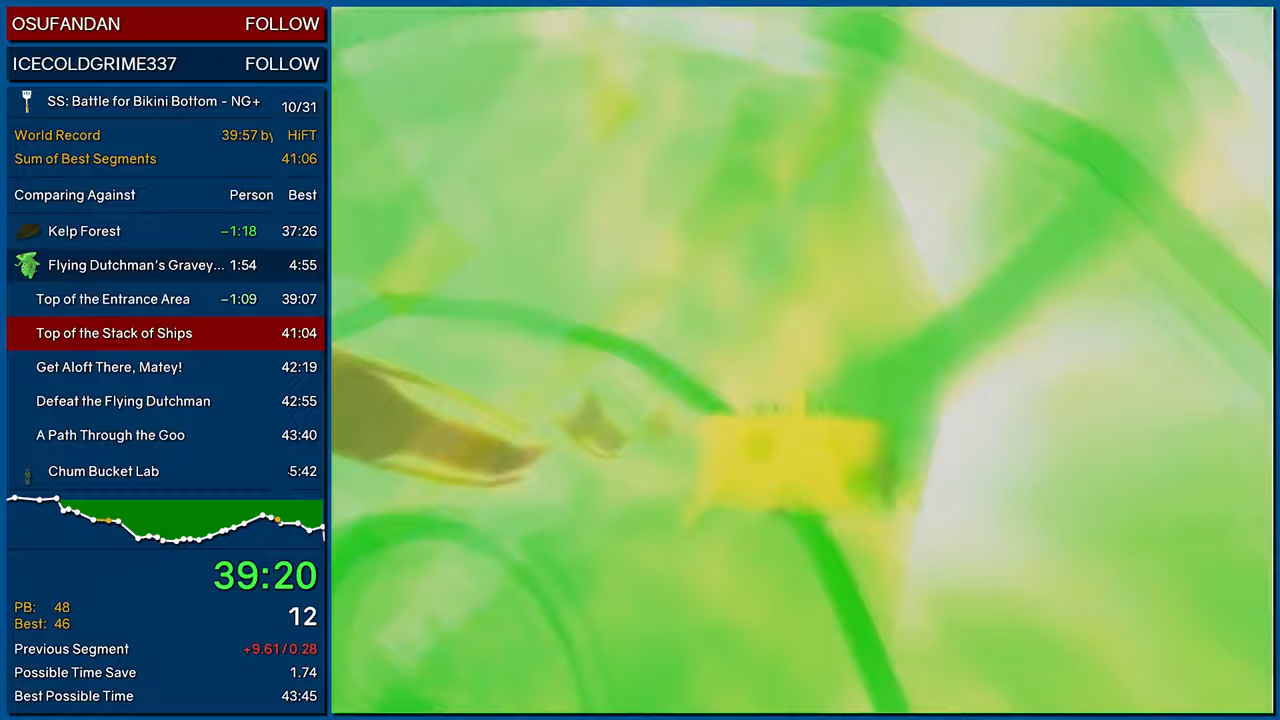 OSUFANDAN FOLLOW
ICECOLDGRIME337 FOLLOW
SS: Battle for Bikini Bottom - NG+ 10/31
World Record 39:57 by HiFT
Sum of Best Segments 41:06
Comparing Against Person Best
Kelp Forest −1:18 37:26
Flying Dutchman's Gravey... 1:54 4:55
Top of the Entrance Area −1:09 39:07
Top of the Stack of Ships 41:04
Get Aloft There, Matey! 42:19
Defeat the Flying Dutchman 42:55
A Path Through the Goo 43:40
Chum Bucket Lab 5:42
39:20
PB: 48
Best: 46
12
Previous Segment +9.61/0.28
Possible Time Save 1.74
Best Possible Time 43:45